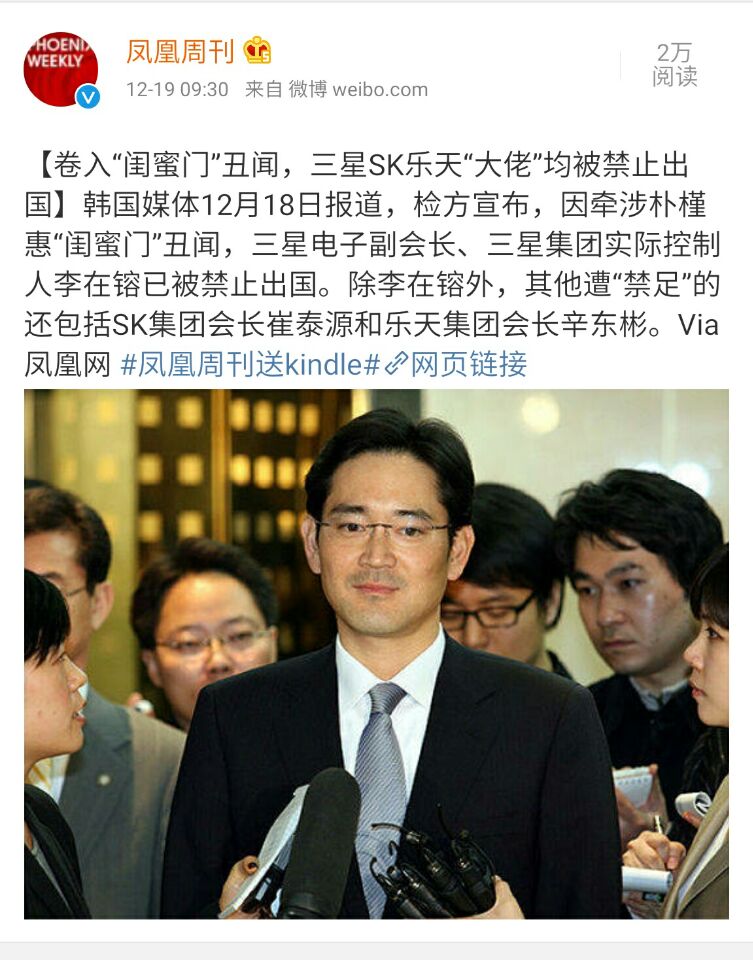 PHOENIX
WEEKLY
凤凰周刊
2万
阅读
12-19 09:30 来自 微博 weibo.com
【卷入“闺蜜门”丑闻，三星SK乐天“大佬”均被禁止出
国】韩国媒体12月18日报道，检方宣布，因牵涉朴槿
惠“闺蜜门”丑闻，三星电子副会长、三星集团实际控制
人李在镕已被禁止出国。除李在镕外，其他遭“禁足”的
还包括SK集团会长崔泰源和乐天集团会长辛东彬。Via
凤凰网 #凤凰周刊送kindle#网页链接